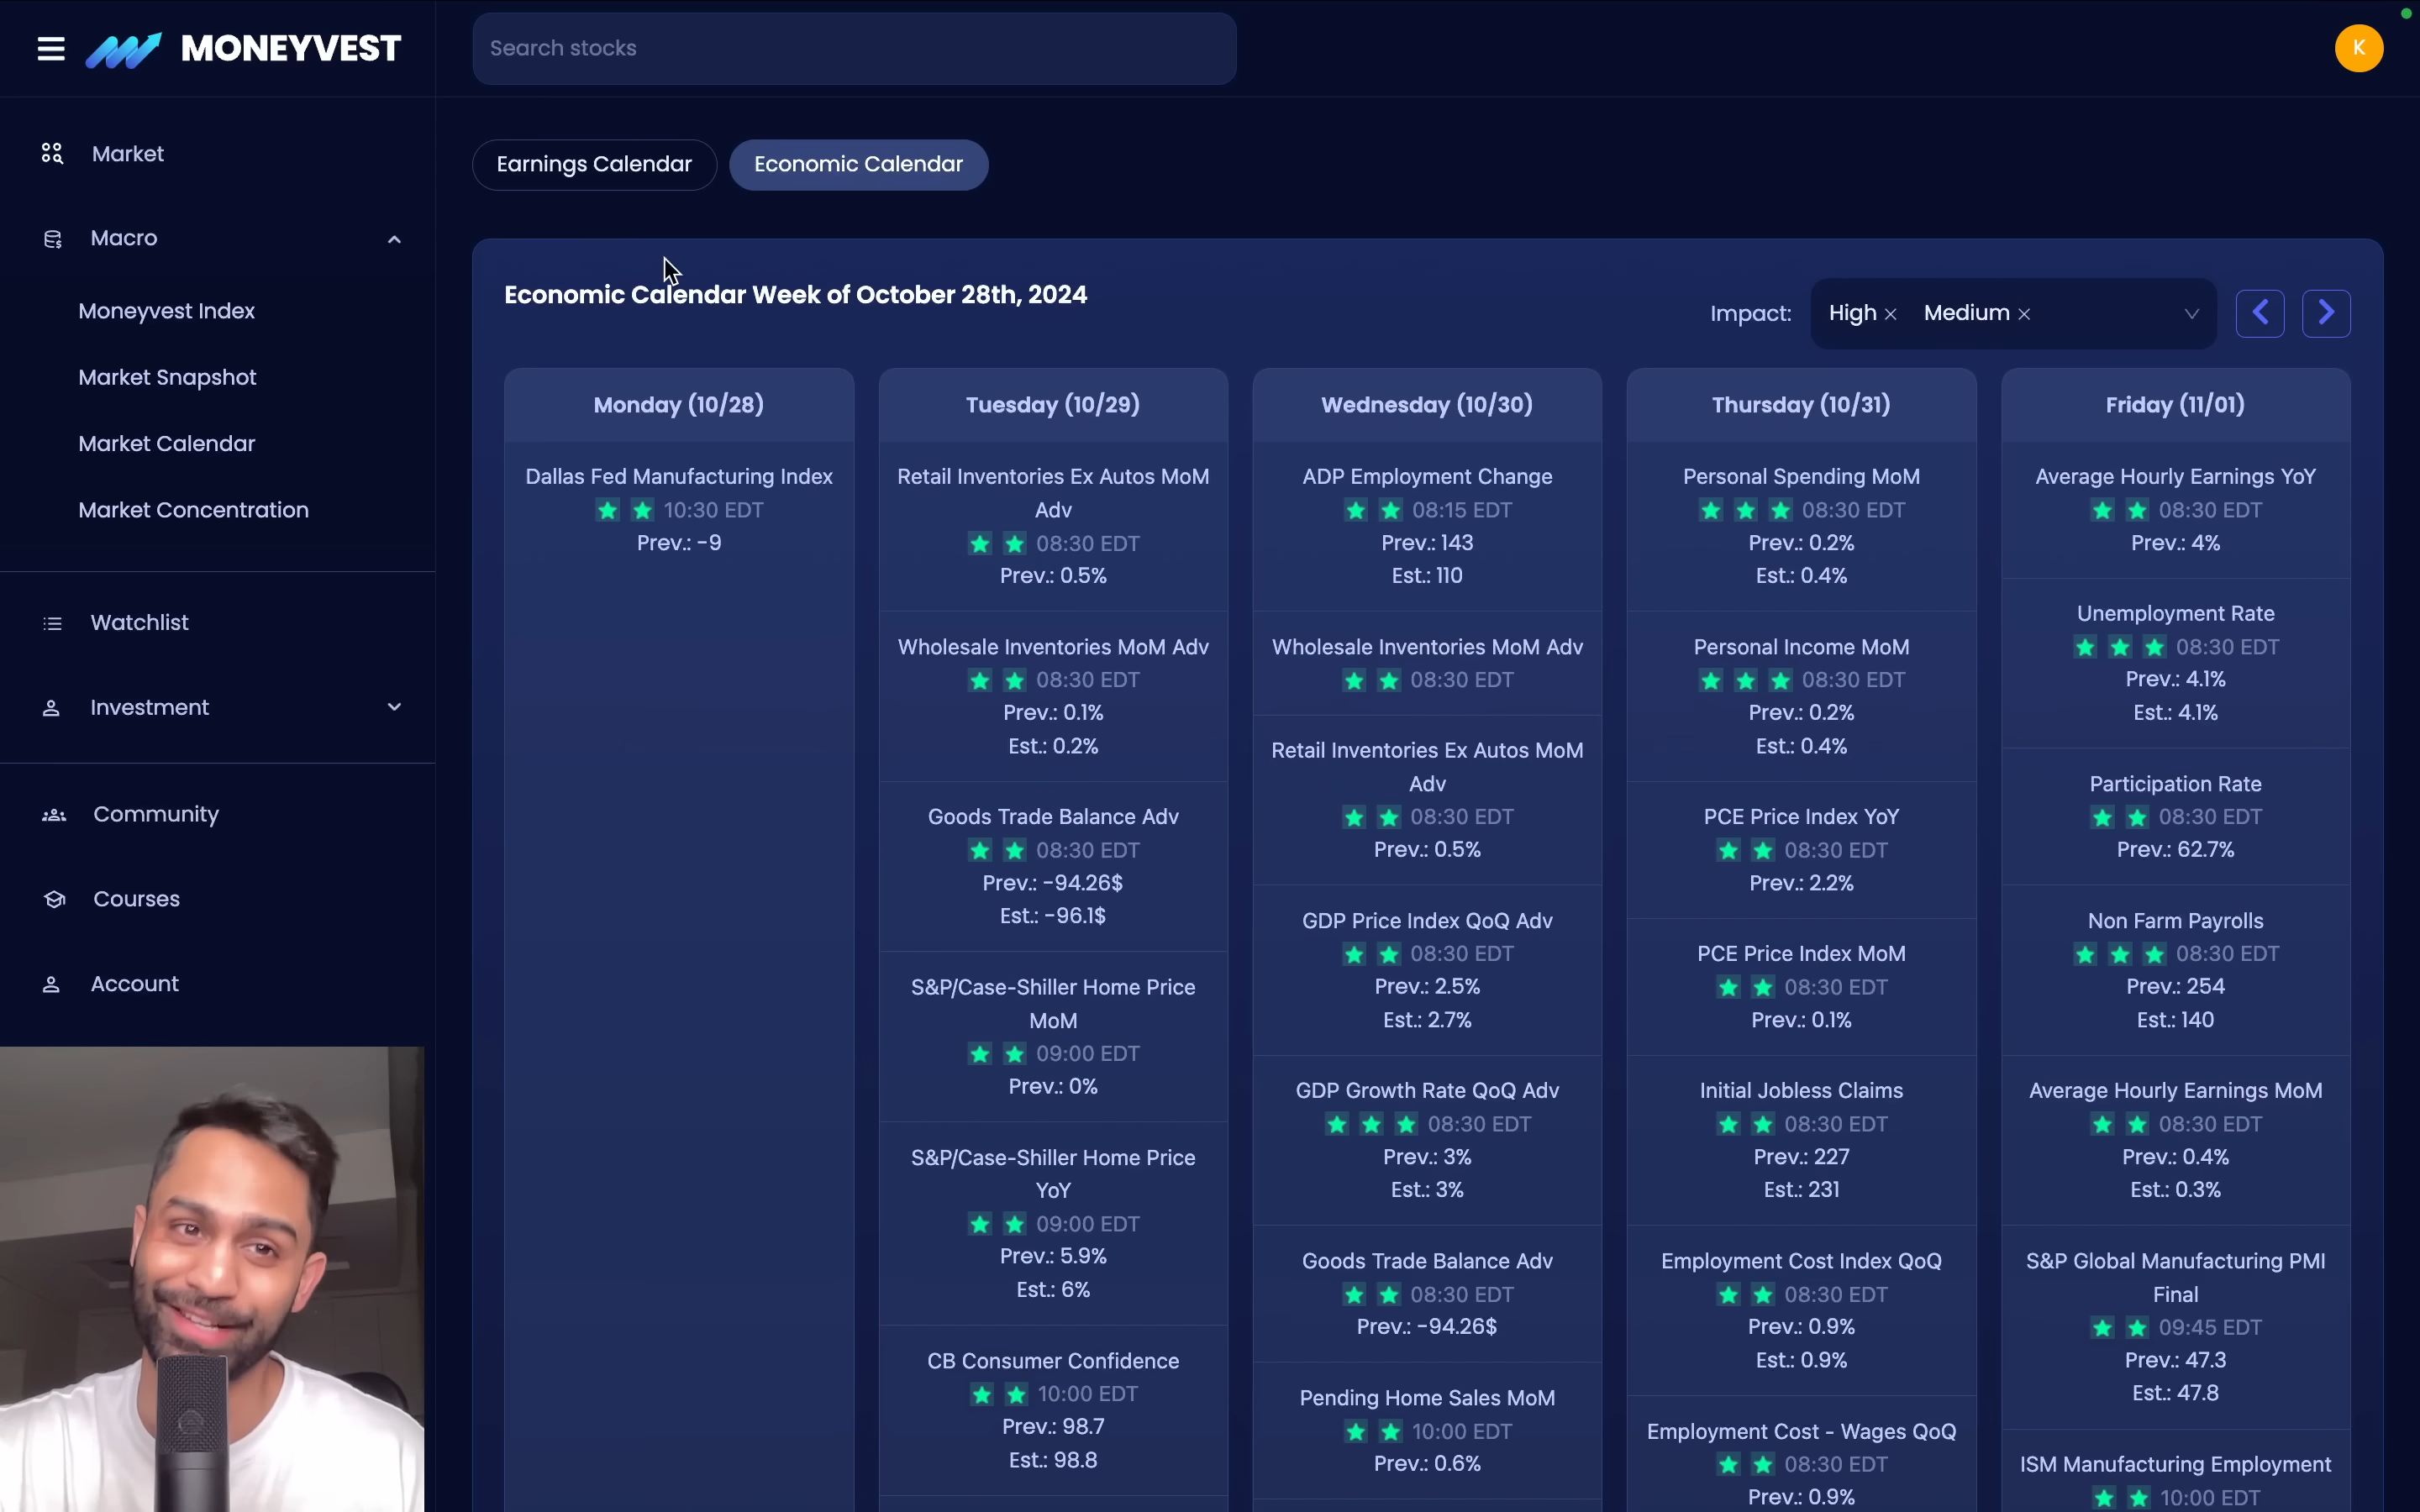 MONEYVEST
Search stocks
K
Market
Macro
Moneyvest Index
Market Snapshot
Market Calendar
Market Concentration
Watchlist
Investment
Community
Courses
Account
Earnings Calendar
Economic Calendar
Economic Calendar Week of October 28th, 2024
Impact:
High ×
Medium ×
Monday (10/28)
Dallas Fed Manufacturing Index
10:30 EDT
Prev.: -9
Tuesday (10/29)
Retail Inventories Ex Autos MoM
Adv
08:30 EDT
Prev.: 0.5%
Wholesale Inventories MoM Adv
08:30 EDT
Prev.: 0.1%
Est.: 0.2%
Goods Trade Balance Adv
08:30 EDT
Prev.: -94.26$
Est.: -96.1$
S&P/Case-Shiller Home Price
MoM
09:00 EDT
Prev.: 0%
S&P/Case-Shiller Home Price
YoY
09:00 EDT
Prev.: 5.9%
Est.: 6%
CB Consumer Confidence
10:00 EDT
Prev.: 98.7
Est.: 98.8
Wednesday (10/30)
ADP Employment Change
08:15 EDT
Prev.: 143
Est.: 110
Wholesale Inventories MoM Adv
08:30 EDT
Retail Inventories Ex Autos MoM
Adv
08:30 EDT
Prev.: 0.5%
GDP Price Index QoQ Adv
08:30 EDT
Prev.: 2.5%
Est.: 2.7%
GDP Growth Rate QoQ Adv
08:30 EDT
Prev.: 3%
Est.: 3%
Goods Trade Balance Adv
08:30 EDT
Prev.: -94.26$
Pending Home Sales MoM
10:00 EDT
Prev.: 0.6%
Thursday (10/31)
Personal Spending MoM
08:30 EDT
Prev.: 0.2%
Est.: 0.4%
Personal Income MoM
08:30 EDT
Prev.: 0.2%
Est.: 0.4%
PCE Price Index YoY
08:30 EDT
Prev.: 2.2%
PCE Price Index MoM
08:30 EDT
Prev.: 0.1%
Initial Jobless Claims
08:30 EDT
Prev.: 227
Est.: 231
Employment Cost Index QoQ
08:30 EDT
Prev.: 0.9%
Est.: 0.9%
Employment Cost - Wages QoQ
08:30 EDT
Prev.: 0.9%
Friday (11/01)
Average Hourly Earnings YoY
08:30 EDT
Prev.: 4%
Unemployment Rate
08:30 EDT
Prev.: 4.1%
Est.: 4.1%
Participation Rate
08:30 EDT
Prev.: 62.7%
Non Farm Payrolls
08:30 EDT
Prev.: 254
Est.: 140
Average Hourly Earnings MoM
08:30 EDT
Prev.: 0.4%
Est.: 0.3%
S&P Global Manufacturing PMI
Final
09:45 EDT
Prev.: 47.3
Est.: 47.8
ISM Manufacturing Employment
10:00 EDT